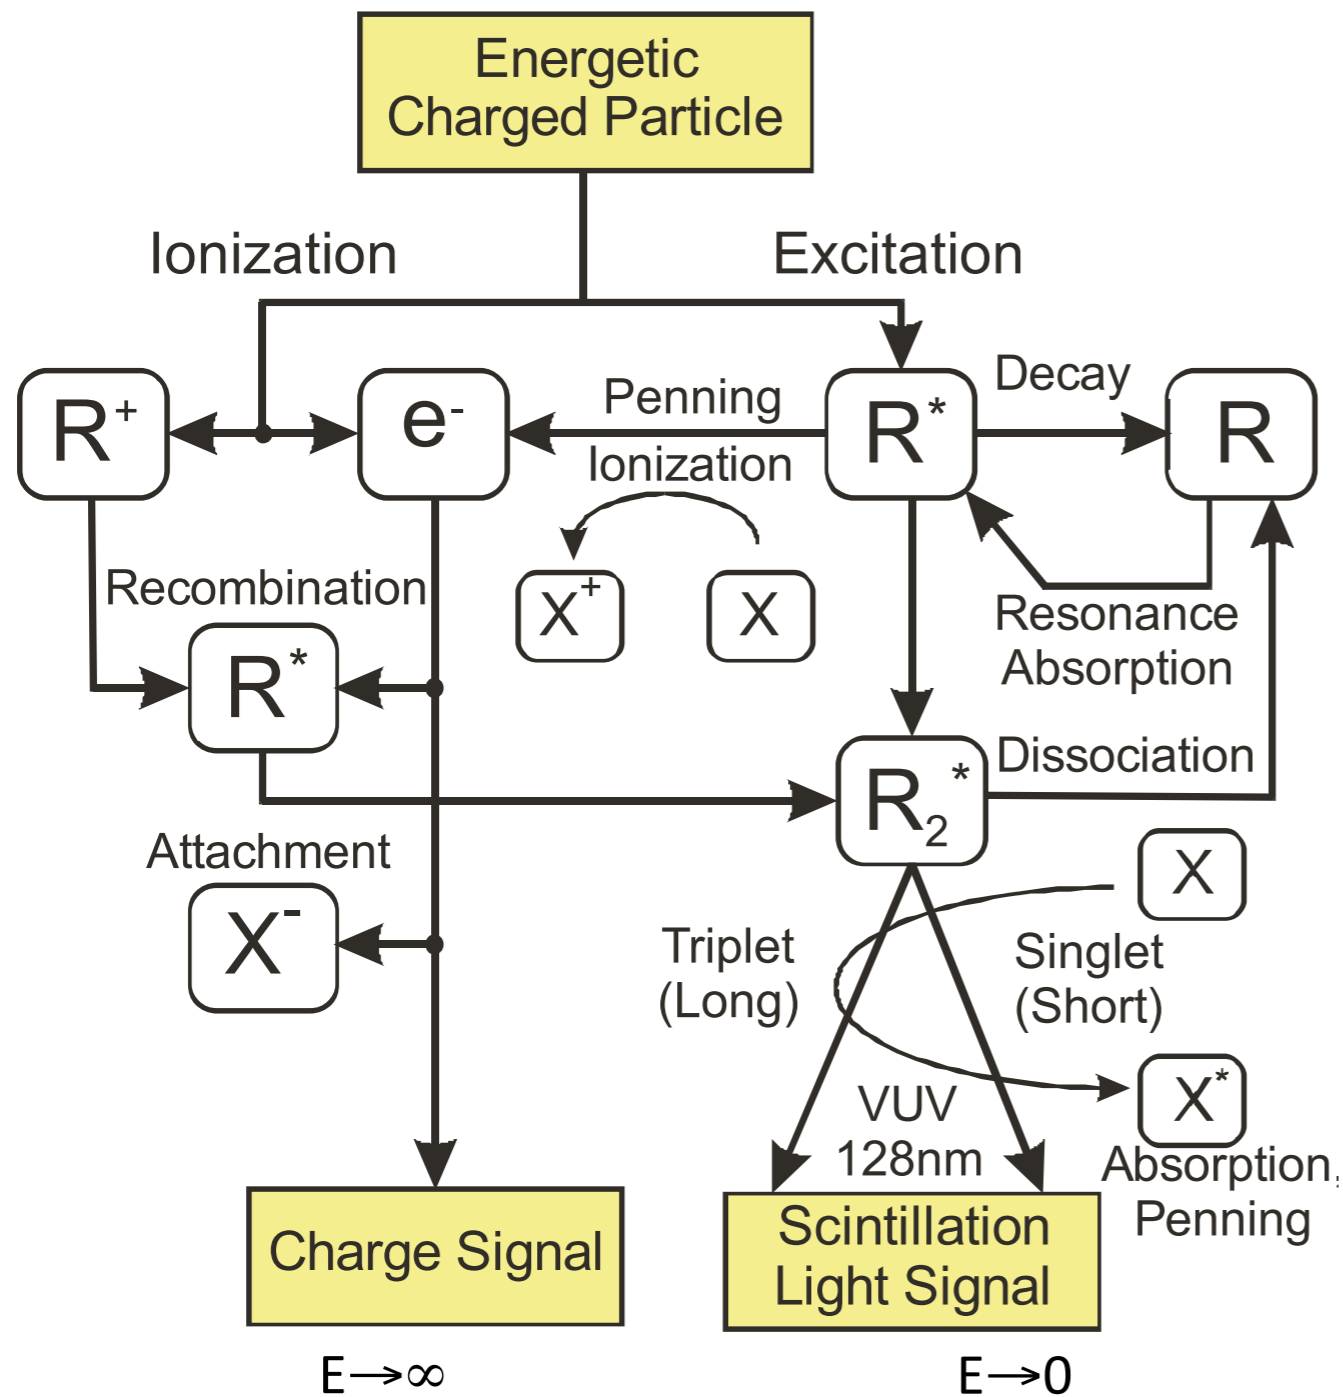 Energetic
Charged Particle
Ionization
Excitation
R⁺
e⁻
Penning
Ionization
R*
Decay
R
X⁺
X
Recombination
R*
Resonance
Absorption
R₂*
Dissociation
Attachment
X⁻
X
Triplet
(Long)
Singlet
(Short)
VUV
128nm
X*
Absorption,
Penning
Charge Signal
Scintillation
Light Signal
E→∞
E→0